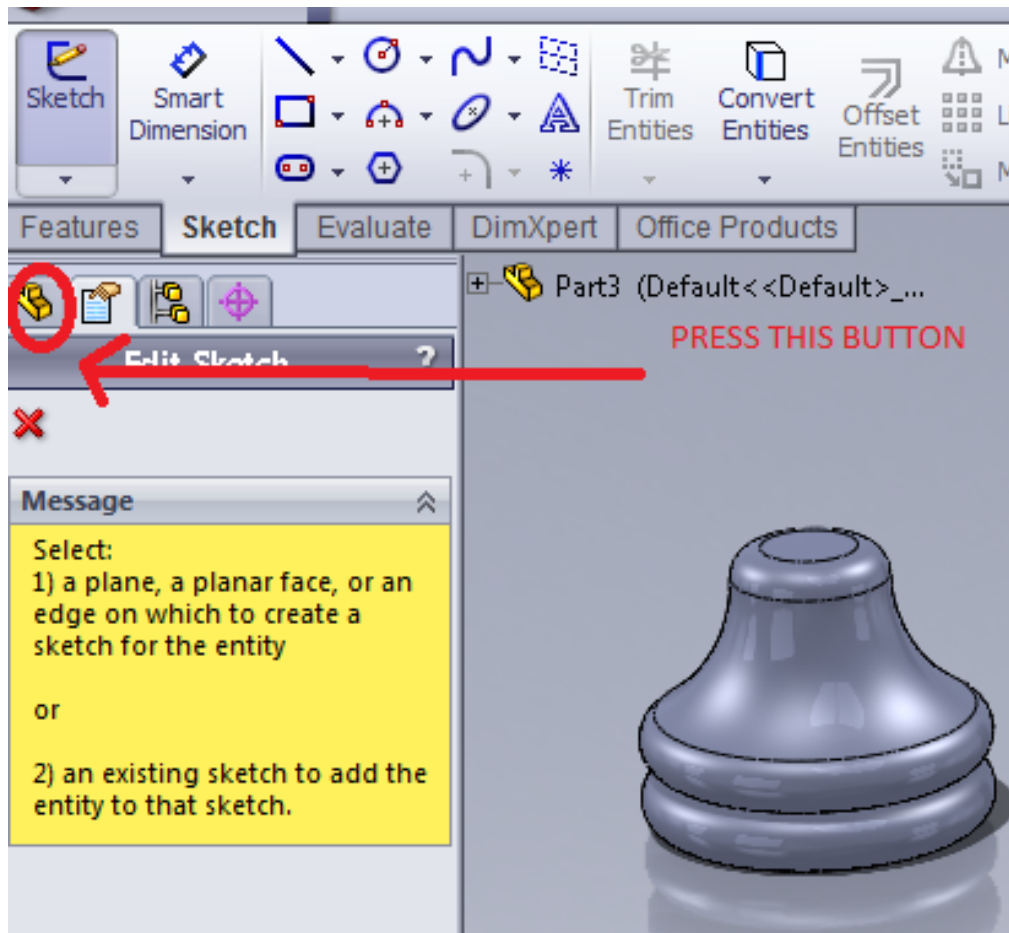 Sketch
Smart
Dimension
Trim
Entities
Convert
Entities
Offset
Entities
M
L
M
Features
Sketch
Evaluate
DimXpert
Office Products
Part3 (Default<<Default>_...
PRESS THIS BUTTON
Edit Sketch
?
Message
Select:
1) a plane, a planar face, or an
edge on which to create a
sketch for the entity
or
2) an existing sketch to add the
entity to that sketch.